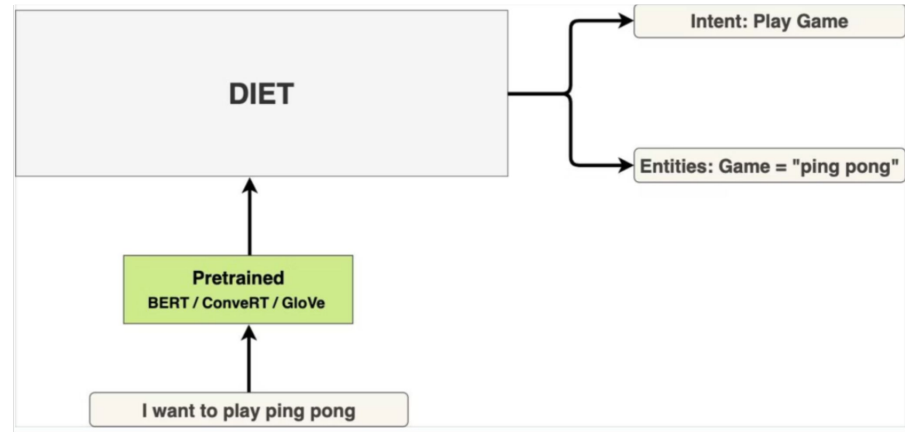 Intent: Play Game
DIET
Entities: Game = "ping pong"
Pretrained
BERT / ConveRT / GloVe
I want to play ping pong